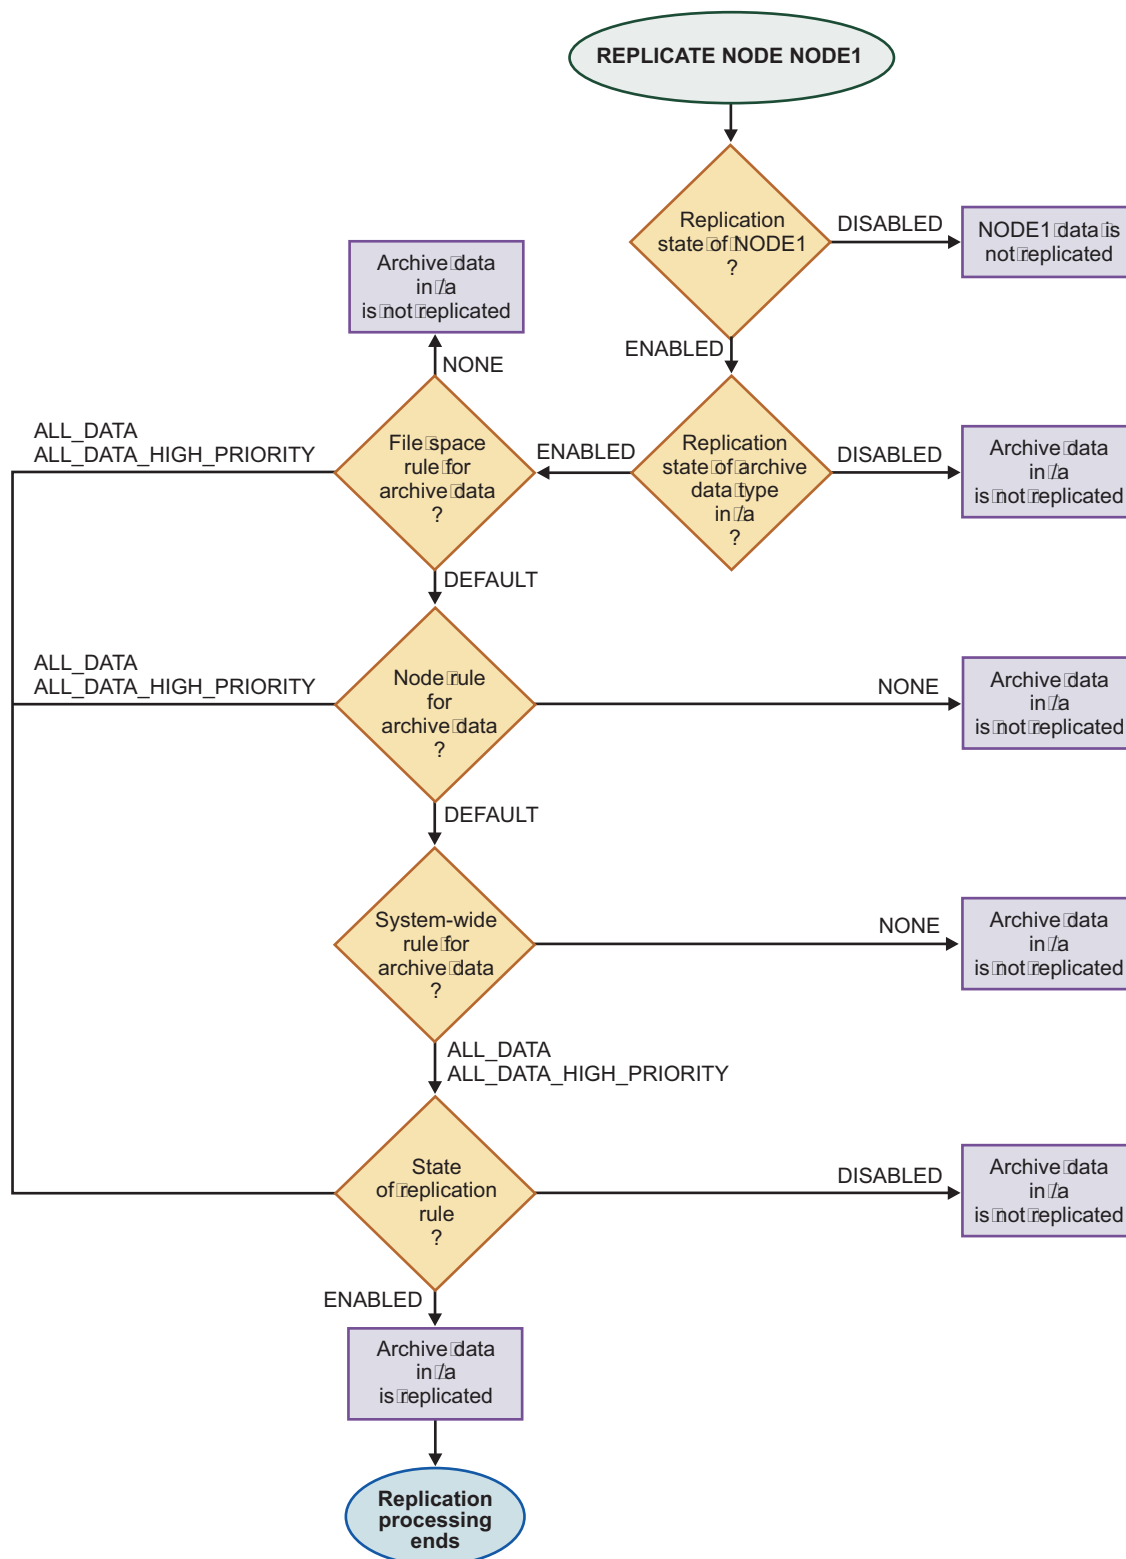 REPLICATE NODE NODE1
Replication
state of NODE1
?
DISABLED
NODE1 data is
not replicated
ENABLED
Archive data
in /a
is not replicated
NONE
Replication
state of archive
data type
in /a
?
DISABLED
Archive data
in /a
is not replicated
ENABLED
File space
rule for
archive data
?
ALL_DATA
ALL_DATA_HIGH_PRIORITY
DEFAULT
Node rule
for
archive data
?
ALL_DATA
ALL_DATA_HIGH_PRIORITY
NONE
Archive data
in /a
is not replicated
DEFAULT
System-wide
rule for
archive data
?
NONE
Archive data
in /a
is not replicated
ALL_DATA
ALL_DATA_HIGH_PRIORITY
State
of replication
rule
?
DISABLED
Archive data
in /a
is not replicated
ENABLED
Archive data
in /a
is replicated
Replication
processing
ends